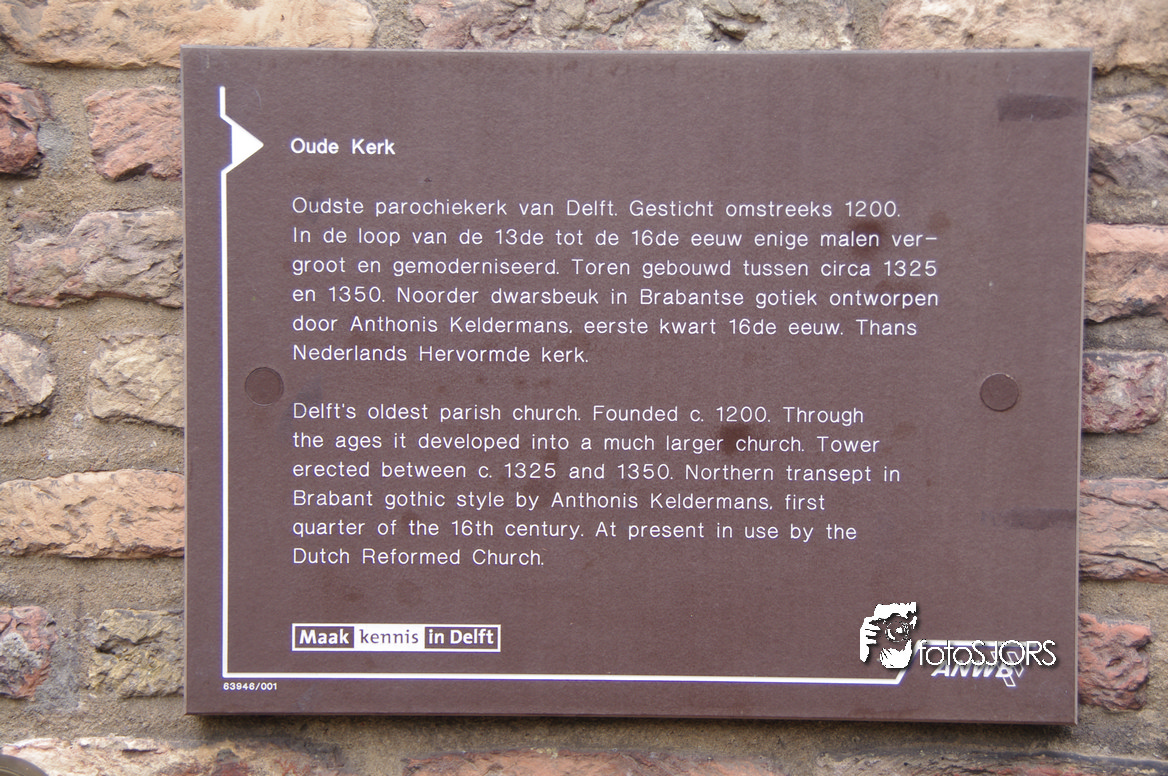 Oude Kerk
Oudste parochiekerk van Delft. Gesticht omstreeks 1200.
In de loop van de 13de tot de 16de eeuw enige malen ver-
groot en gemoderniseerd. Toren gebouwd tussen circa 1325
en 1350. Noorder dwarsbeuk in Brabantse gotiek ontworpen
door Anthonis Keldermans, eerste kwart 16de eeuw. Thans
Nederlands Hervormde kerk.
Delft's oldest parish church. Founded c. 1200. Through
the ages it developed into a much larger church. Tower
erected between c. 1325 and 1350. Northern transept in
Brabant gothic style by Anthonis Keldermans, first
quarter of the 16th century. At present in use by the
Dutch Reformed Church.
Maak kennis in Delft
63946/001
fotoSJORS
ANWB